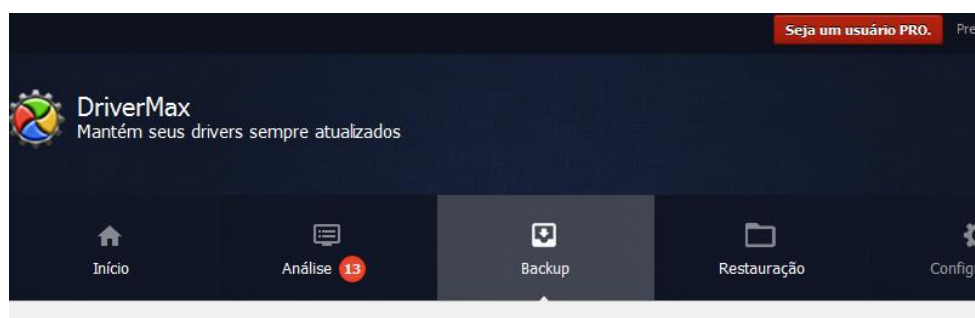 Seja um usuário PRO.
DriverMax
Mantém seus drivers sempre atualizados
Início
Análise 13
Backup
Restauração